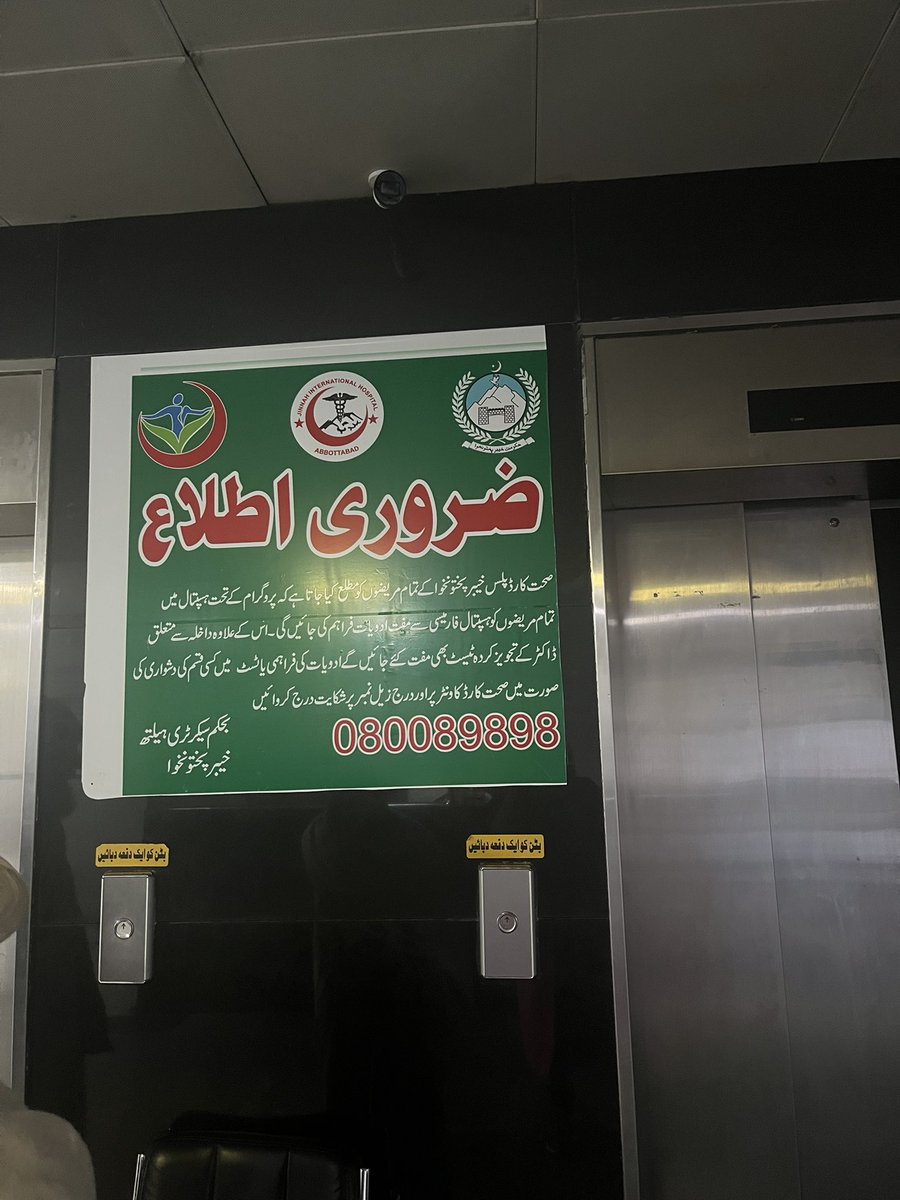 JINNAH INTERNATIONAL HOSPITAL
ABBOTTABAD
ضروری اطلاع
صحت کارڈ پلس خیبر پختونخوا کے تمام مریضوں کو مطلع کیا جاتا ہے کہ پروگرام کے تحت ہسپتال میں
تمام مریضوں کو ہسپتال فارمیسی سے مفت ادویات فراہم کی جائیں گی۔ اس کے علاوہ داخلہ سے متعلق
ڈاکٹر کے تجویز کردہ ٹیسٹ بھی مفت کئے جائیں گے ادویات کی فراہمی یا ٹسٹ میں کسی قسم کی دشواری کی
صورت میں صحت کارڈ کاونٹر پر اور درج زیل نمبر پر شکایت درج کروائیں
080089898
بحکم سیکرٹری ہیلتھ
خیبر پختونخوا
بٹن کو ایک دفعہ دبائیں
بٹن کو ایک دفعہ دبائیں